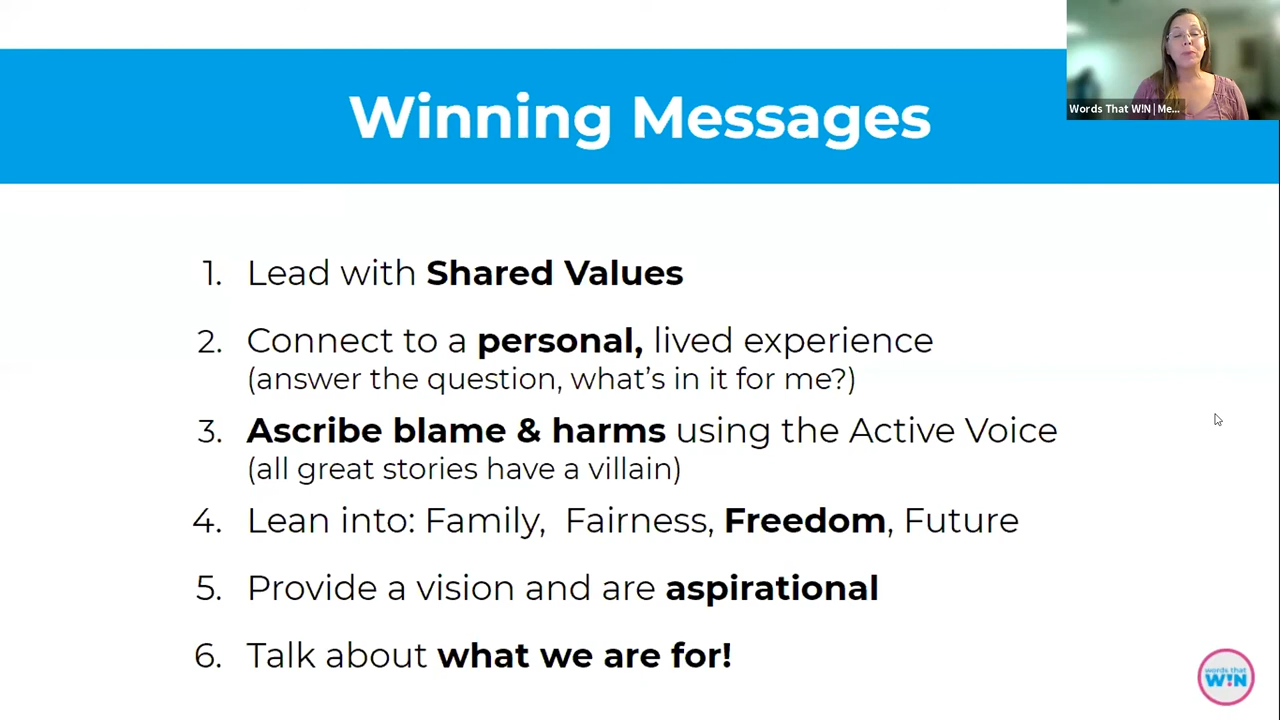 Winning Messages
Words That WIN | Me...
1. Lead with Shared Values
2. Connect to a personal, lived experience
(answer the question, what's in it for me?)
3. Ascribe blame & harms using the Active Voice
(all great stories have a villain)
4. Lean into: Family,  Fairness, Freedom, Future
5. Provide a vision and are aspirational
6. Talk about what we are for!
words that
W!N